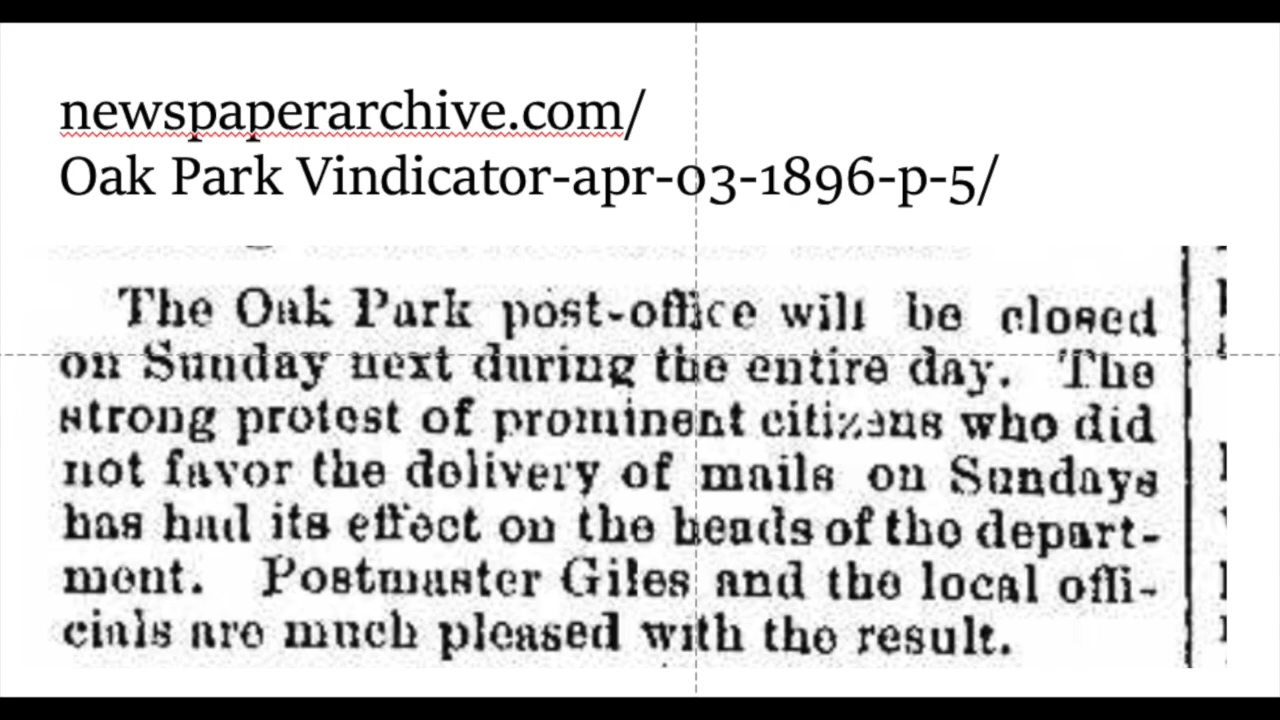 newspaperarchive.com/
Oak Park Vindicator-apr-03-1896-p-5/
The Oak Park post-office will be closed
on Sunday next during the entire day. The
strong protest of prominent citizens who did
not favor the delivery of mails on Sundays
has had its effect on the heads of the depart-
ment. Postmaster Giles and the local offi-
cials are much pleased with the result.